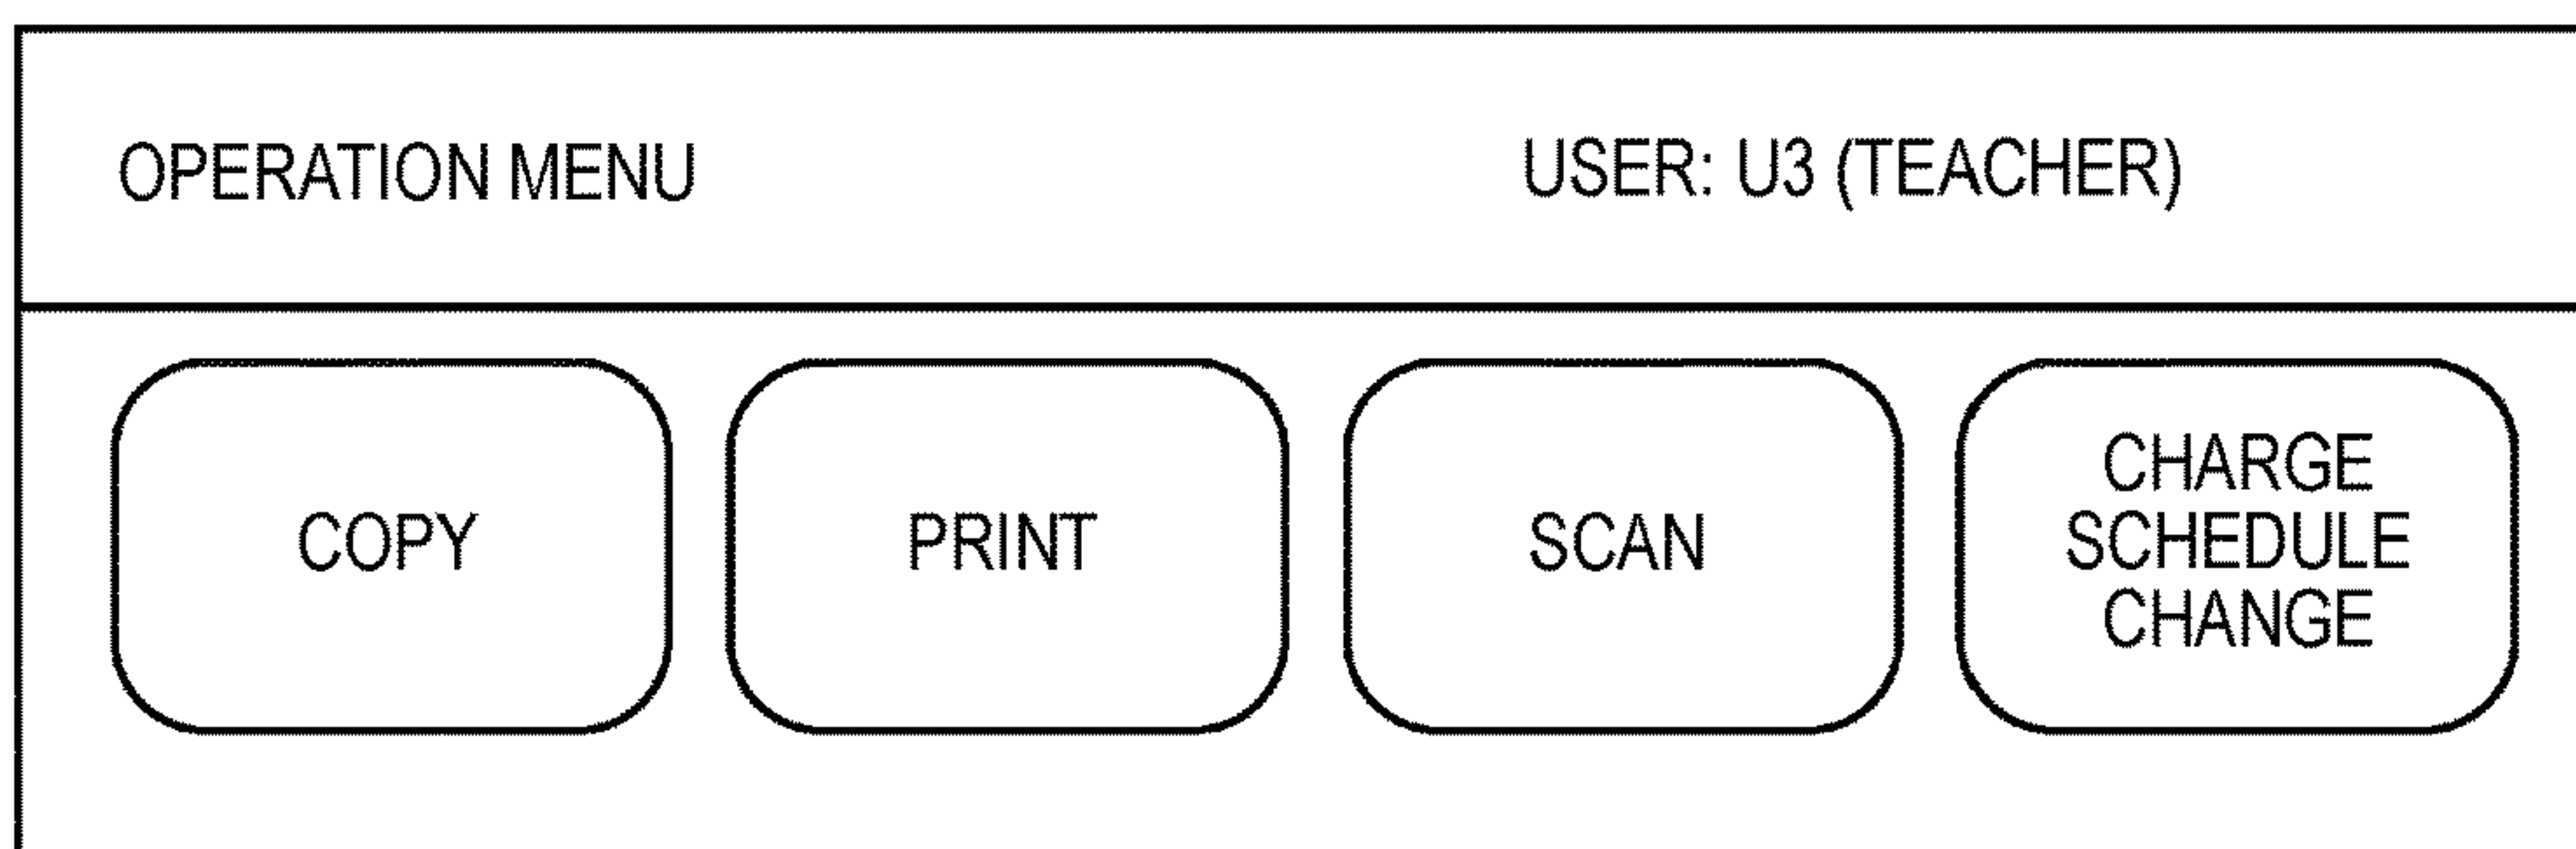 OPERATION MENU
USER: U3 (TEACHER)
COPY
PRINT
SCAN
CHARGE
SCHEDULE
CHANGE